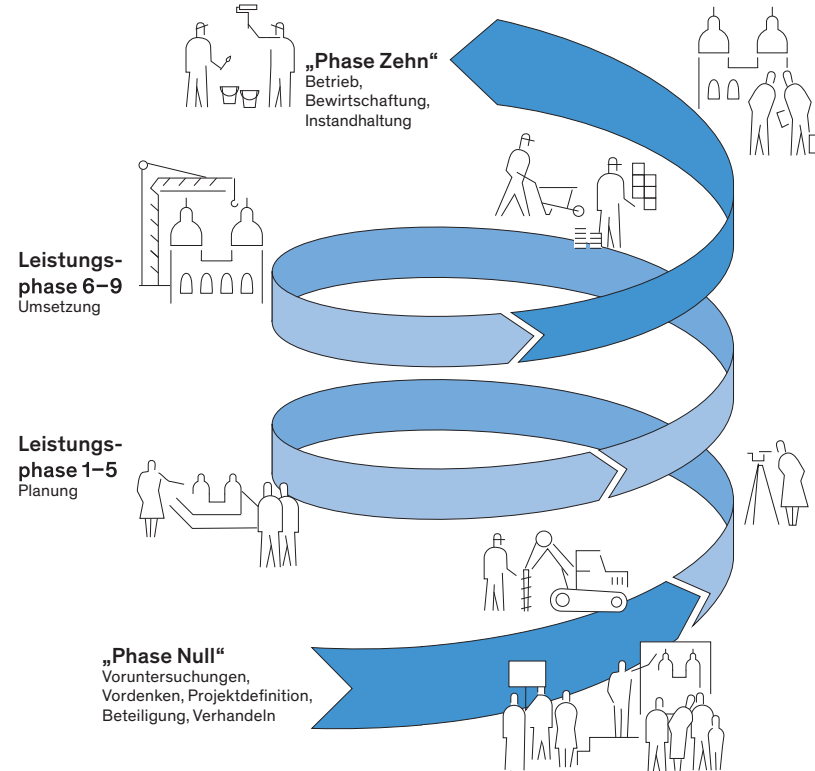 „Phase Zehn“
Betrieb,
Bewirtschaftung,
Instandhaltung
Leistungs-
phase 6–9
Umsetzung
Leistungs-
phase 1–5
Planung
„Phase Null“
Voruntersuchungen,
Vordenken, Projektdefinition,
Beteiligung, Verhandeln